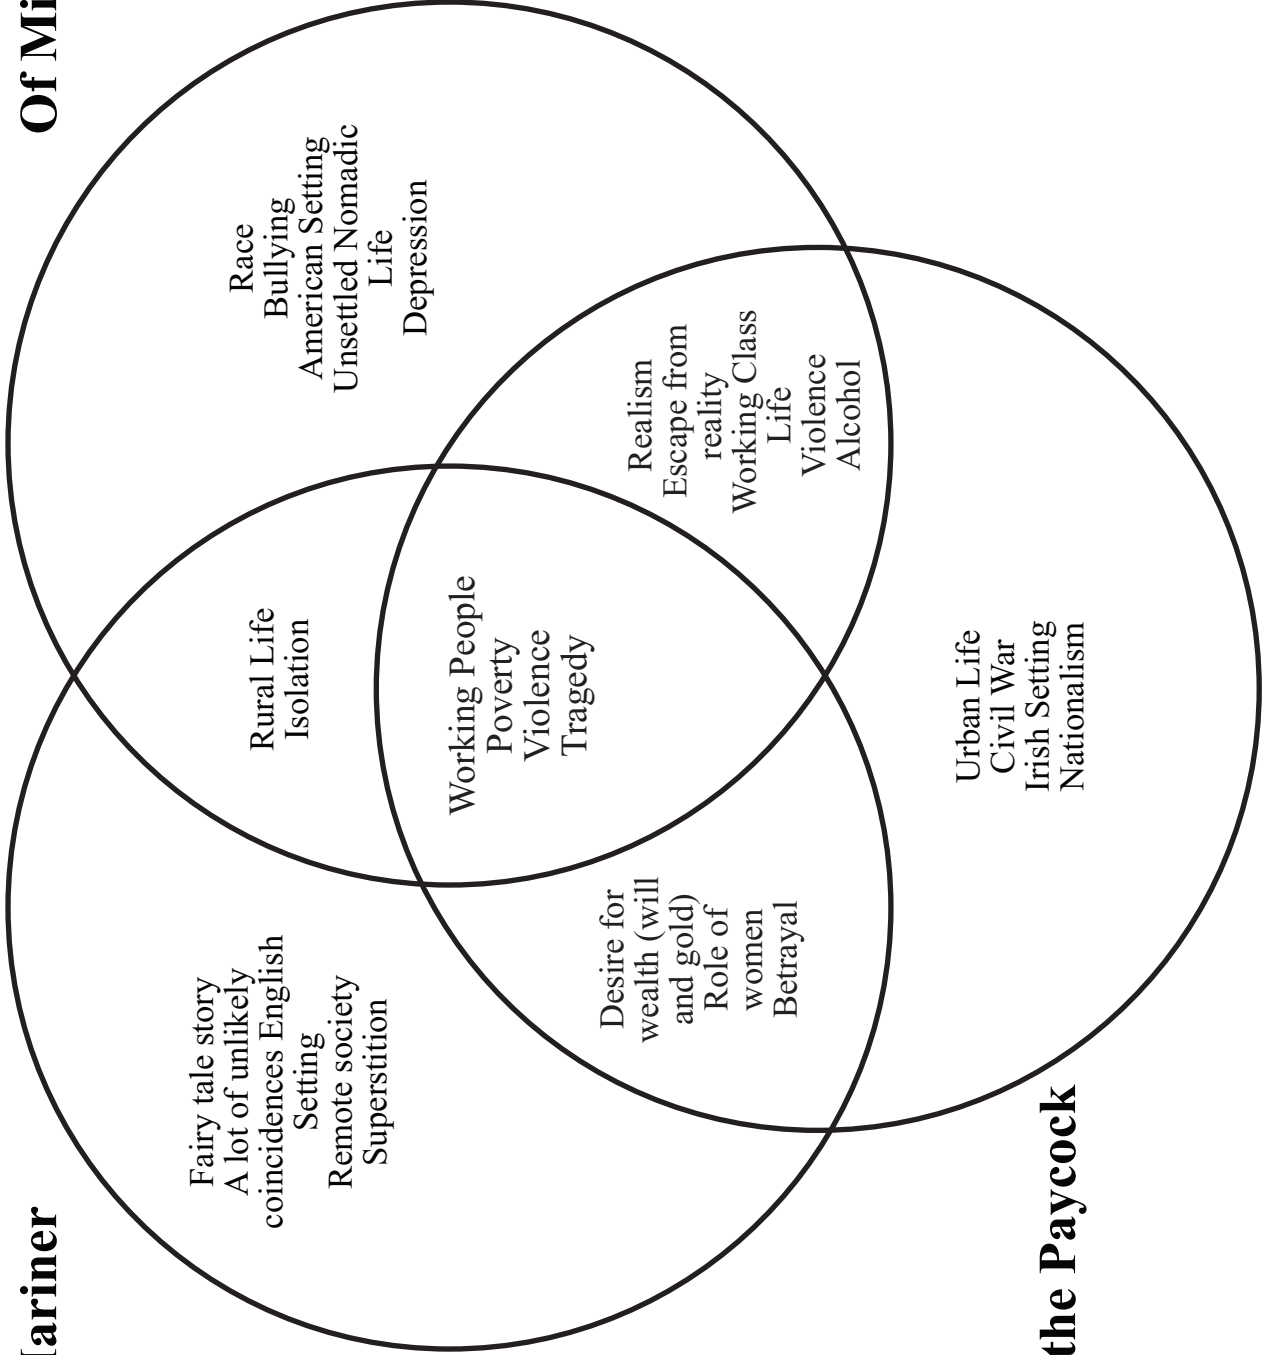 ariner
Of Mi
Fairy tale story
A lot of unlikely
coincidences English
Setting
Remote society
Superstition
Rural Life
Isolation
Race
Bullying
American Setting
Unsettled Nomadic
Life
Depression
Working People
Poverty
Violence
Tragedy
Desire for
wealth (will
and gold)
Role of
women
Betrayal
Realism
Escape from
reality
Working Class
Life
Violence
Alcohol
Urban Life
Civil War
Irish Setting
Nationalism
the Paycock